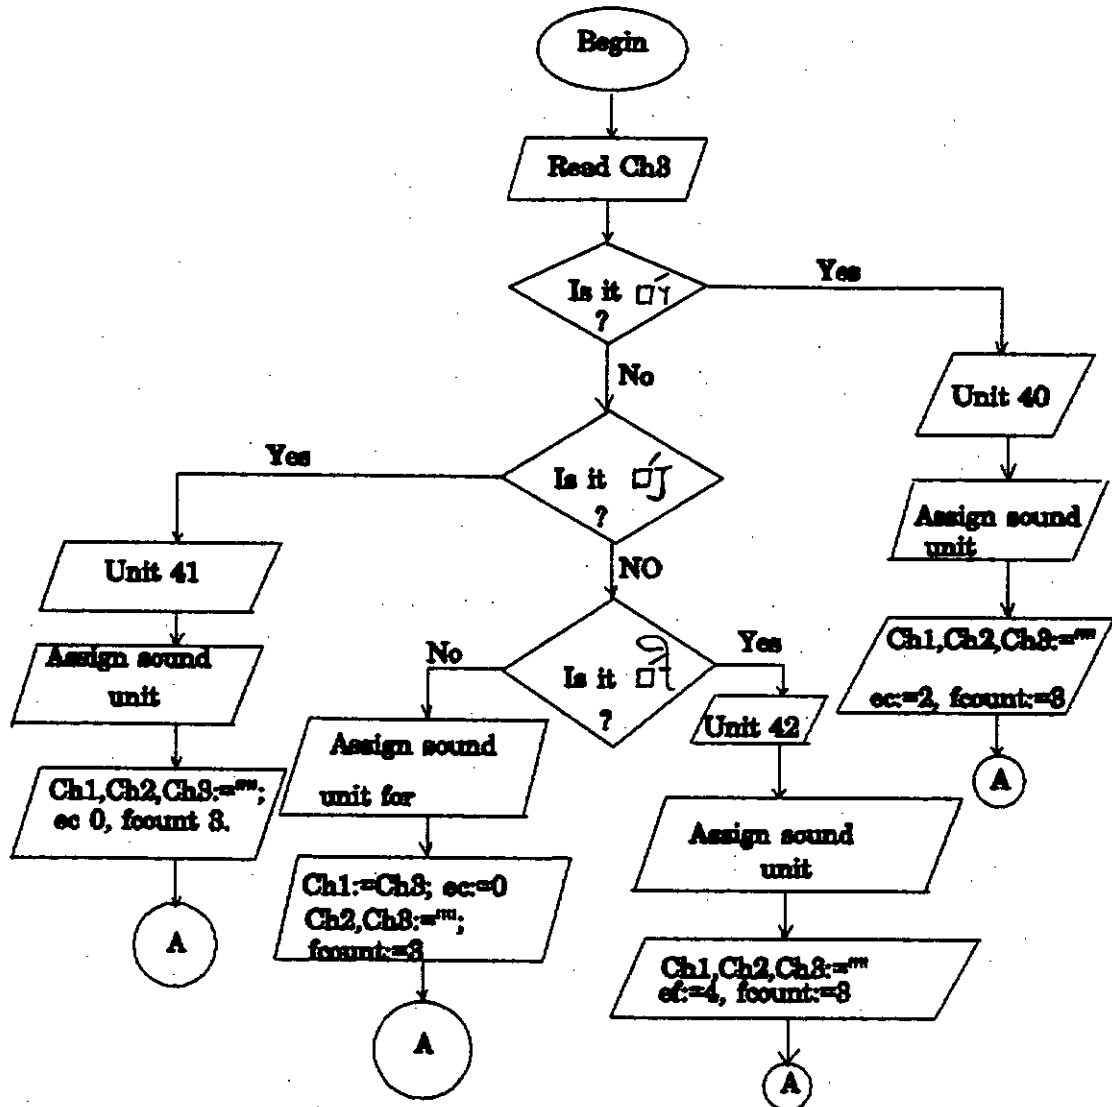 Begin
Read Ch3
Is it
?
Yes
No
Unit 40
Yes
Is it
?
Assign sound
unit
NO
Unit 41
Ch1,Ch2,Ch3:=""
ec:=2, fcount:=3
Assign sound
unit
No
Is it
?
Yes
Unit 42
A
Assign sound
unit for
Ch1,Ch2,Ch3:="";
ec 0, fcount 3.
Assign sound
unit
Ch1:=Ch3; ec:=0
Ch2,Ch3:="";
fcount:=3
A
Ch1,Ch2,Ch3:=""
ef:=4, fcount:=3
A
A